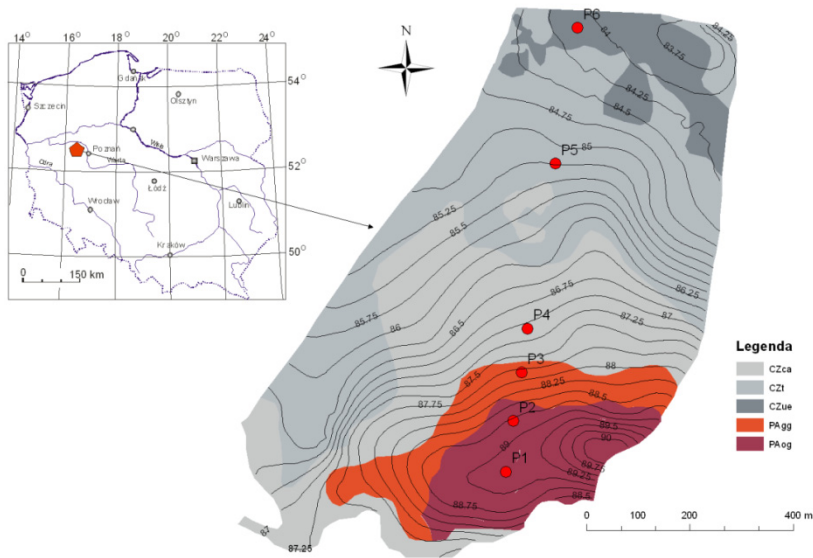 14° 16° 18° 20° 22° 24°
54°
52°
50°
Gdańsk
Szczecin
Olsztyn
Poznań
Warta
Wisła
Warszawa
Odra
Łódź
Lublin
Wrocław
Kraków
0 150 km
N
P6
84.25
84
83.75
84.25
84.5
84.75
P5
85
85.25
85.5
86.25
86.75
87
87.25
P4
85.75
86
86.5
P3
87.5
88
88.25
88.5
87.75
P2
89.5
89
90
P1
89.75
89.25
88.75
88.5
87
87.25
Legenda
CZca
CZt
CZue
PAgg
PAog
0 100 200 400 m